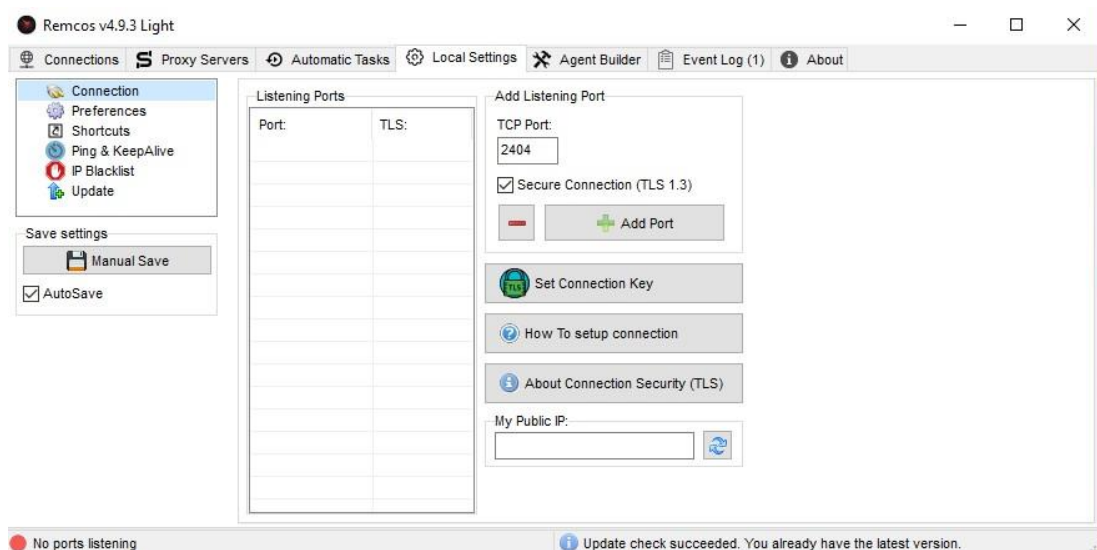 Remcos v4.9.3 Light
Connections Proxy Servers Automatic Tasks Local Settings Agent Builder Event Log (1) About
Connection
Preferences
Shortcuts
Ping & KeepAlive
IP Blacklist
Update
Save settings
Manual Save
AutoSave
Listening Ports
Port: TLS:
Add Listening Port
TCP Port:
2404
Secure Connection (TLS 1.3)
Add Port
TLS
Set Connection Key
How To setup connection
About Connection Security (TLS)
My Public IP:
No ports listening
Update check succeeded. You already have the latest version.